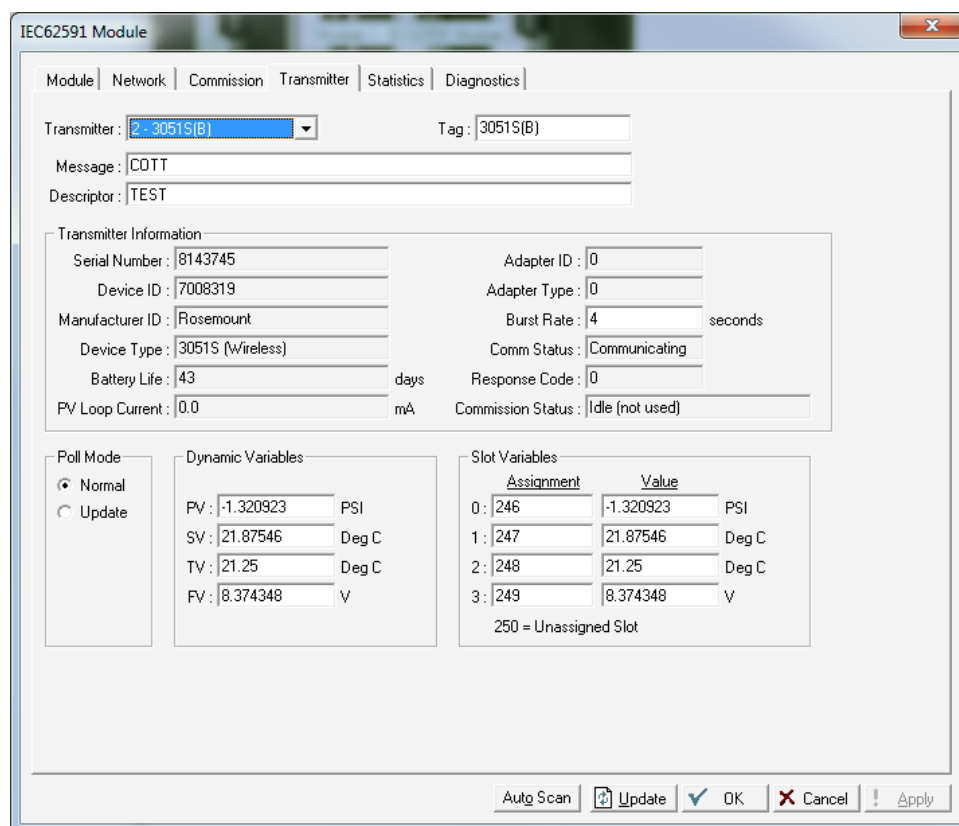 IEC62591 Module
Module Network Commission Transmitter Statistics Diagnostics
Transmitter : 2 - 3051S(B) Tag : 3051S(B)
Message : COTT
Descriptor : TEST
Transmitter Information
Serial Number : 8143745 Adapter ID : 0
Device ID : 7008319 Adapter Type : 0
Manufacturer ID : Rosemount Burst Rate : 4 seconds
Device Type : 3051S (Wireless) Comm Status : Communicating
Battery Life : 43 days Response Code : 0
PV Loop Current : 0.0 mA Commission Status : Idle (not used)
Poll Mode Dynamic Variables Slot Variables
Assignment Value
Normal PV : -1.320923 PSI 0 : 246 -1.320923 PSI
Update SV : 21.87546 Deg C 1 : 247 21.87546 Deg C
TV : 21.25 Deg C 2 : 248 21.25 Deg C
FV : 8.374348 V 3 : 249 8.374348 V
250 = Unassigned Slot
Auto Scan Update OK Cancel Apply